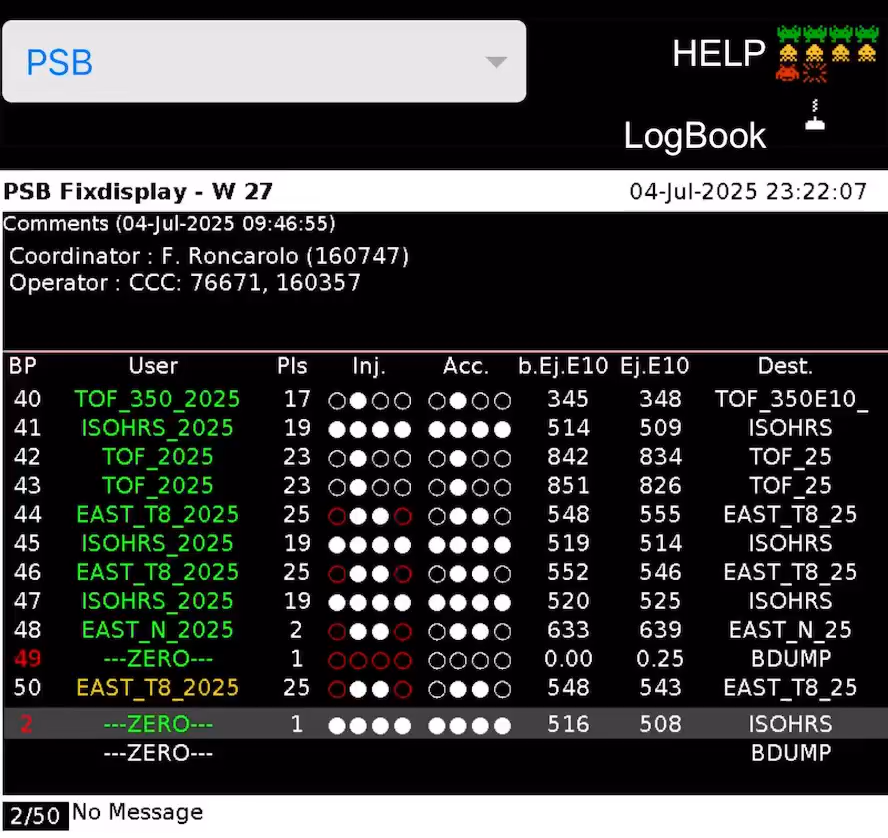 PSB
HELP
LogBook
PSB Fixdisplay - W 27 04-Jul-2025 23:22:07
Comments (04-Jul-2025 09:46:55)
Coordinator : F. Roncarolo (160747)
Operator : CCC: 76671, 160357
BP User Pls Inj. Acc. b.Ej.E10 Ej.E10 Dest.
40 TOF_350_2025 17 345 348 TOF_350E10_
41 ISOHRS_2025 19 514 509 ISOHRS
42 TOF_2025 23 842 834 TOF_25
43 TOF_2025 23 851 826 TOF_25
44 EAST_T8_2025 25 548 555 EAST_T8_25
45 ISOHRS_2025 19 519 514 ISOHRS
46 EAST_T8_2025 25 552 546 EAST_T8_25
47 ISOHRS_2025 19 520 525 ISOHRS
48 EAST_N_2025 2 633 639 EAST_N_25
49 ---ZERO--- 1 0.00 0.25 BDUMP
50 EAST_T8_2025 25 548 543 EAST_T8_25
2 ---ZERO--- 1 516 508 ISOHRS
---ZERO--- BDUMP
2/50 No Message